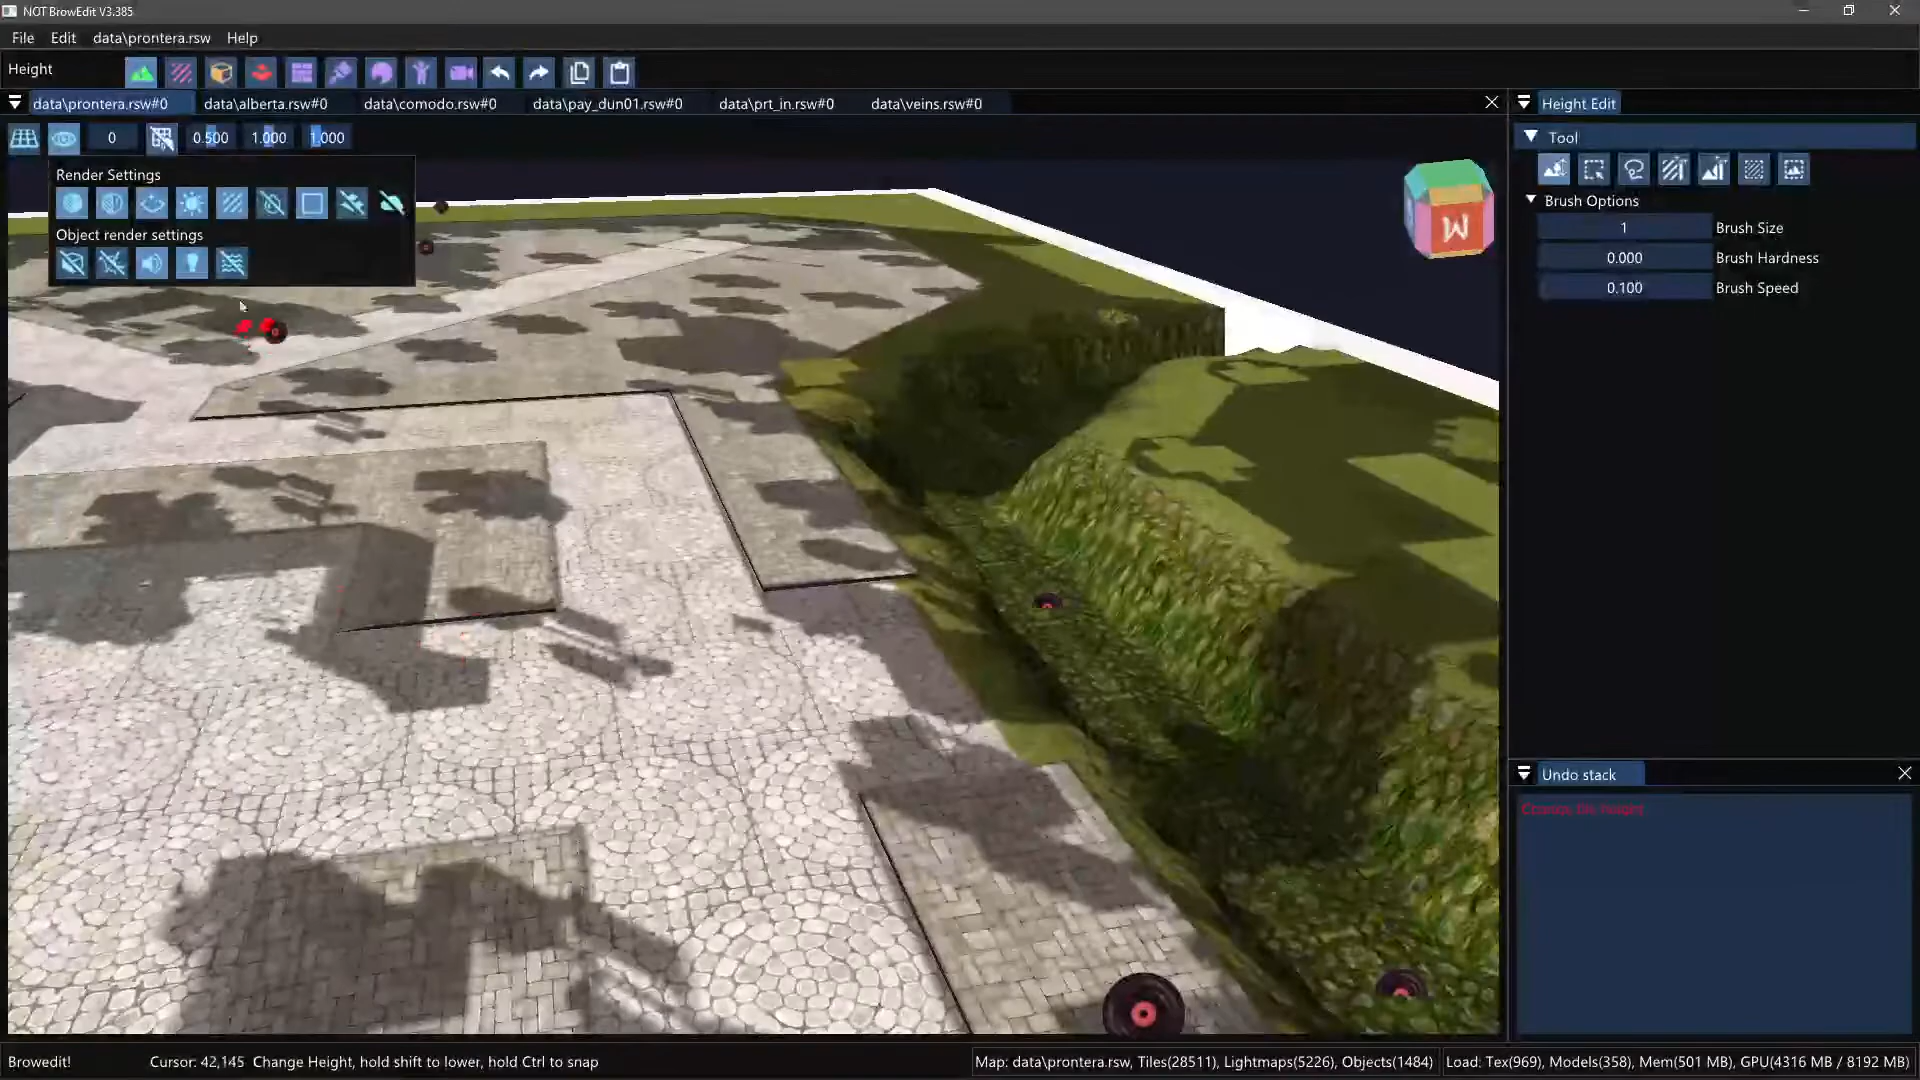 NOT BrowEdit V3.385
File Edit data\prontera.rsw Help
Height
data\prontera.rsw#0 data\alberta.rsw#0 data\comodo.rsw#0 data\pay_dun01.rsw#0 data\prt_in.rsw#0 data\veins.rsw#0
Height Edit
0 0.500 1.000 1.000
Tool
Render Settings
Object render settings
Brush Options
1 Brush Size
0.000 Brush Hardness
0.100 Brush Speed
W
Undo stack
Change Tile height
Browedit! Cursor: 42,145 Change Height, hold shift to lower, hold Ctrl to snap Map: data\prontera.rsw, Tiles(28511), Lightmaps(5226), Objects(1484) Load: Tex(969), Models(358), Mem(501 MB), GPU(4316 MB / 8192 MB)